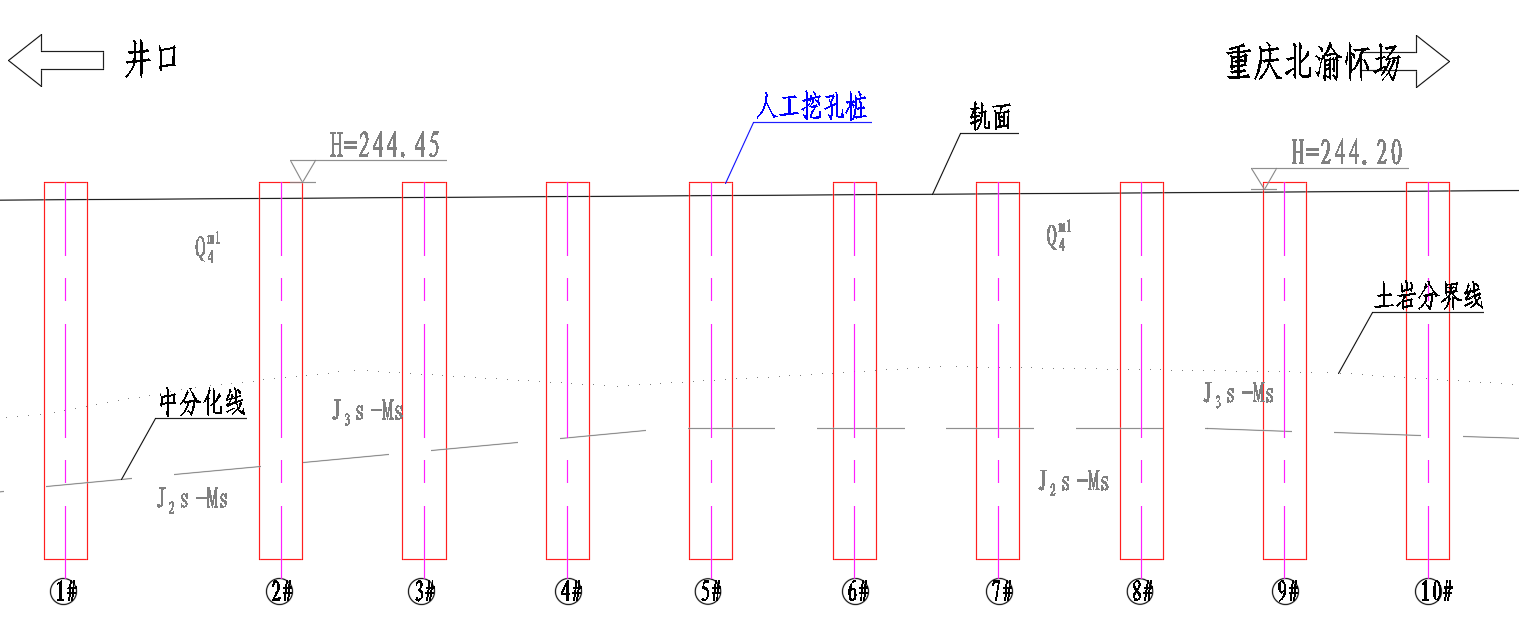 井口
重庆北渝怀场
人工挖孔桩
轨面
H=244.45
H=244.20
Q4ml
Q4ml
土岩分界线
中分化线
J3s-Ms
J3s-Ms
J2s-Ms
J2s-Ms
1#
2#
3#
4#
5#
6#
7#
8#
9#
10#